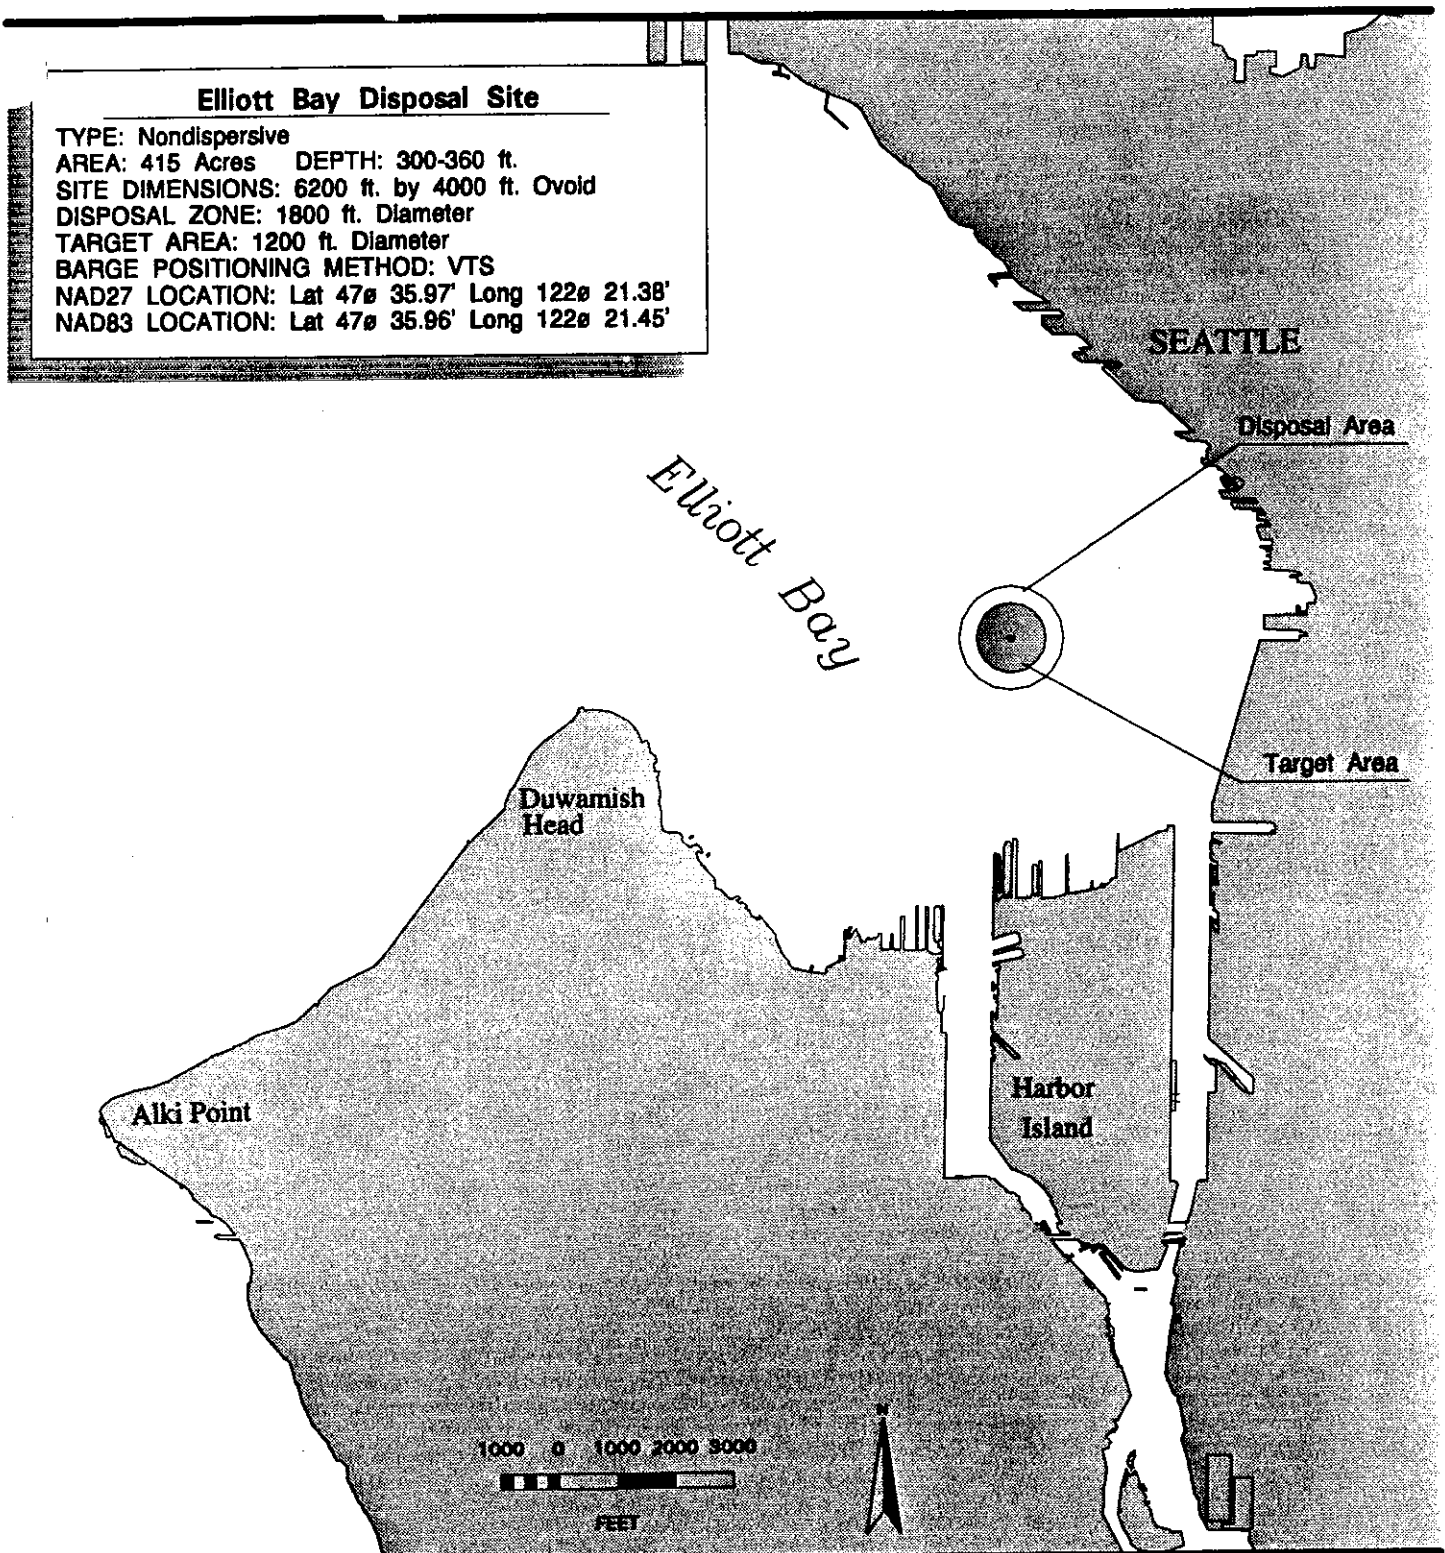 Elliott Bay Disposal Site
TYPE: Nondispersive
AREA: 415 Acres DEPTH: 300-360 ft.
SITE DIMENSIONS: 6200 ft. by 4000 ft. Ovoid
DISPOSAL ZONE: 1800 ft. Diameter
TARGET AREA: 1200 ft. Diameter
BARGE POSITIONING METHOD: VTS
NAD27 LOCATION: Lat 47ø 35.97' Long 122ø 21.38'
NAD83 LOCATION: Lat 47ø 35.96' Long 122ø 21.45'
SEATTLE
Disposal Area
Elliott Bay
Target Area
Duwamish
Head
Alki Point
Harbor
Island
N
1000 0 1000 2000 3000
FEET